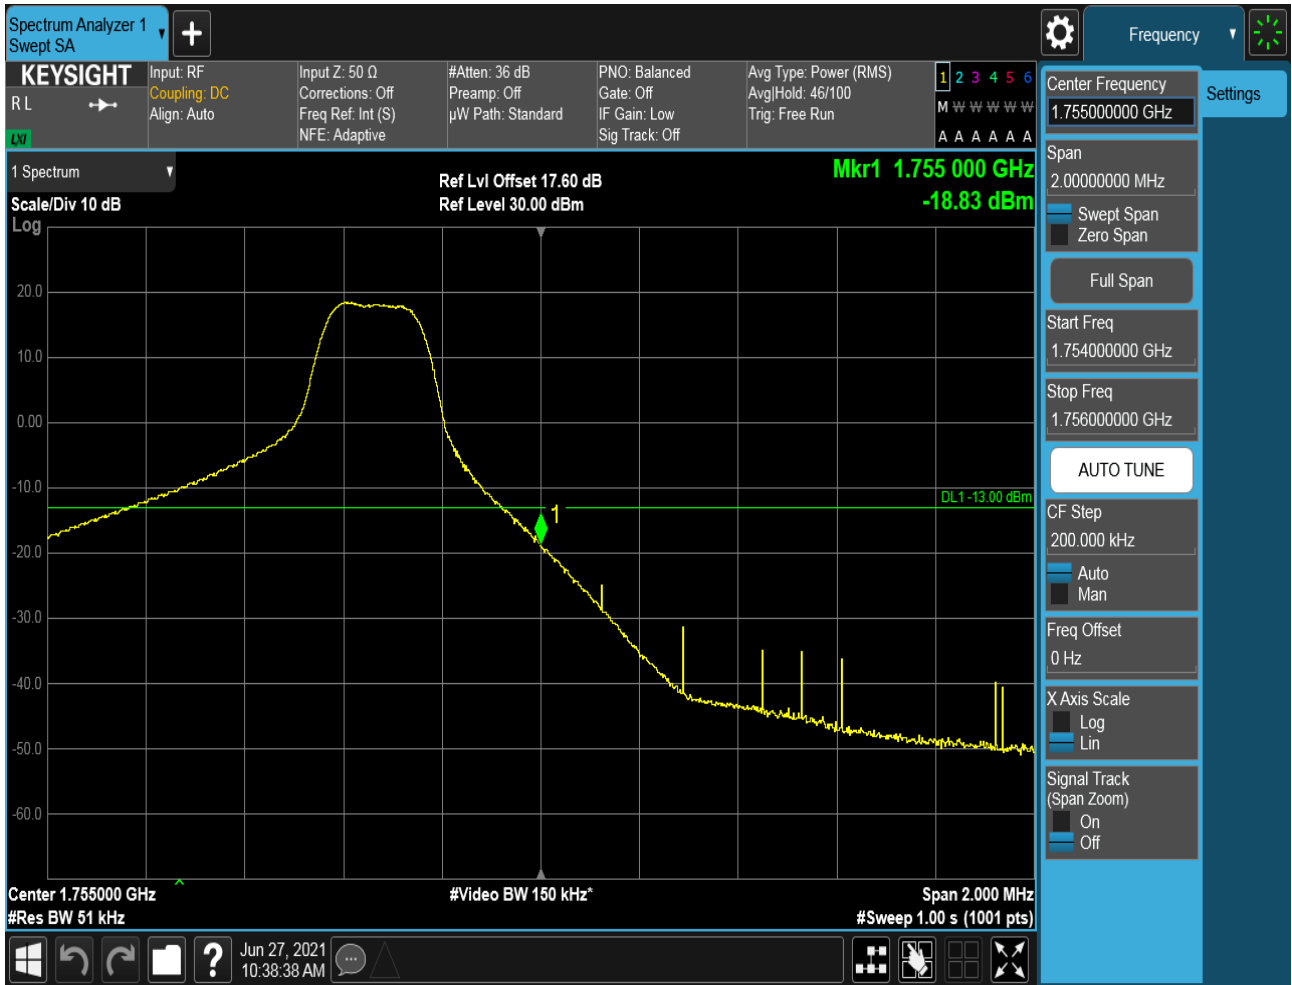 Spectrum Analyzer 1
Swept SA
Frequency
KEYSIGHT
R L
LXI
Input: RF
Coupling: DC
Align: Auto
Input Z: 50 Ω
Corrections: Off
Freq Ref: Int (S)
NFE: Adaptive
#Atten: 36 dB
Preamp: Off
µW Path: Standard
PNO: Balanced
Gate: Off
IF Gain: Low
Sig Track: Off
Avg Type: Power (RMS)
Avg|Hold: 46/100
Trig: Free Run
1 2 3 4 5 6
M W W W W W
A A A A A A
1 Spectrum
Scale/Div 10 dB
Log
Ref Lvl Offset 17.60 dB
Ref Level 30.00 dBm
Mkr1 1.755 000 GHz
-18.83 dBm
20.0
10.0
0.00
-10.0
-20.0
-30.0
-40.0
-50.0
-60.0
DL1 -13.00 dBm
1
Center 1.755000 GHz
#Res BW 51 kHz
#Video BW 150 kHz*
Span 2.000 MHz
#Sweep 1.00 s (1001 pts)
Center Frequency
1.755000000 GHz
Settings
Span
2.00000000 MHz
Swept Span
Zero Span
Full Span
Start Freq
1.754000000 GHz
Stop Freq
1.756000000 GHz
AUTO TUNE
CF Step
200.000 kHz
Auto
Man
Freq Offset
0 Hz
X Axis Scale
Log
Lin
Signal Track
(Span Zoom)
On
Off
?
Jun 27, 2021
10:38:38 AM